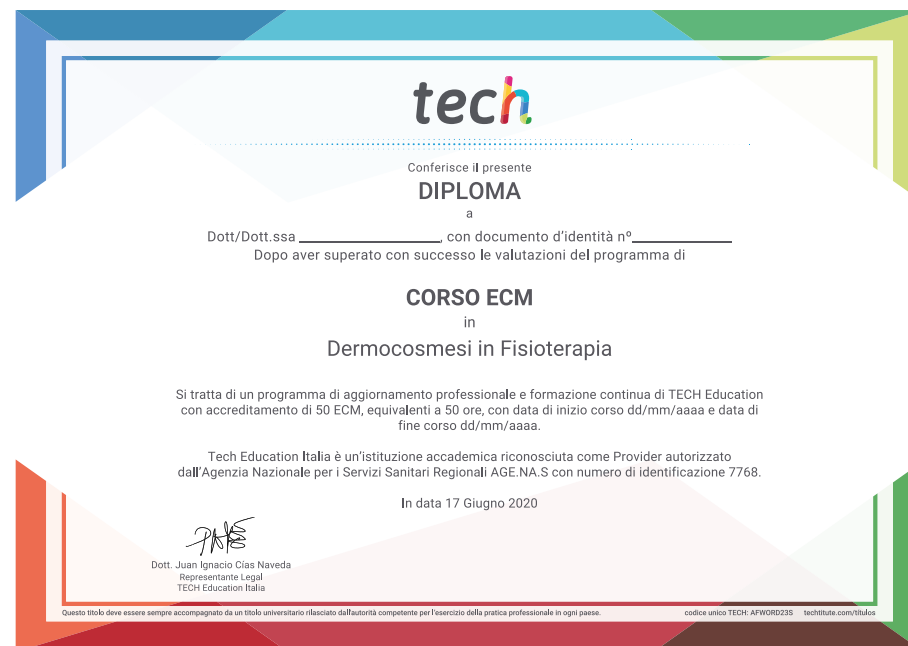 tech
Conferisce il presente
DIPLOMA
a
Dott/Dott.ssa ________________, con documento d'identità nº___________
Dopo aver superato con successo le valutazioni del programma di
CORSO ECM
in
Dermocosmesi in Fisioterapia
Si tratta di un programma di aggiornamento professionale e formazione continua di TECH Education
con accreditamento di 50 ECM, equivalenti a 50 ore, con data di inizio corso dd/mm/aaaa e data di
fine corso dd/mm/aaaa.
Tech Education Italia è un'istituzione accademica riconosciuta come Provider autorizzato
dall'Agenzia Nazionale per i Servizi Sanitari Regionali AGE.NA.S con numero di identificazione 7768.
In data 17 Giugno 2020
Dott. Juan Ignacio Cías Naveda
Representante Legal
TECH Education Italia
Questo titolo deve essere sempre accompagnato da un titolo universitario rilasciato dall'autorità competente per l'esercizio della pratica professionale in ogni paese. codice unico TECH: AFWORD23S techtitute.com/titulos